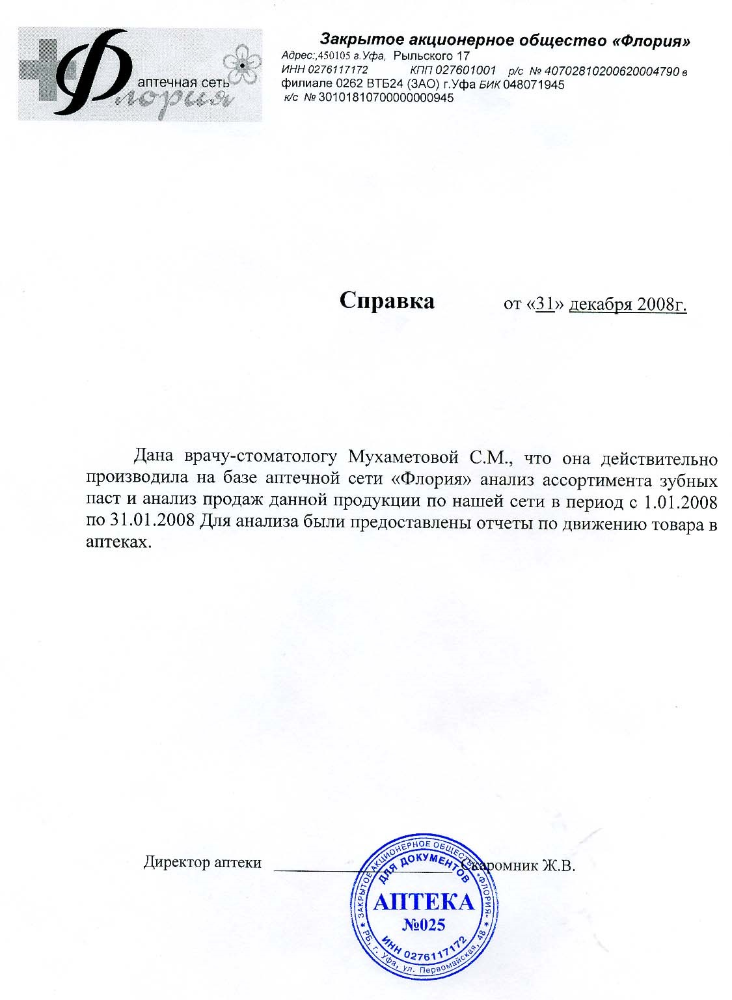 аптечная сеть
Флория
Закрытое акционерное общество «Флория»
Адрес:,450105 г.Уфа, Рыльского 17
ИНН 0276117172 КПП 027601001 р/с № 40702810200620004790 в
филиале 0262 ВТБ24 (ЗАО) г.Уфа БИК 048071945
к/с № 30101810700000000945
Справка от «31» декабря 2008г.
Дана врачу-стоматологу Мухаметовой С.М., что она действительно
производила на базе аптечной сети «Флория» анализ ассортимента зубных
паст и анализ продаж данной продукции по нашей сети в период с 1.01.2008
по 31.01.2008 Для анализа были предоставлены отчеты по движению товара в
аптеках.
Директор аптеки Скаромник Ж.В.
ЗАКРЫТОЕ АКЦИОНЕРНОЕ ОБЩЕСТВО «ФЛОРИЯ»
ДЛЯ ДОКУМЕНТОВ
АПТЕКА
№025
ИНН 0276117172
* РБ, г. Уфа, ул. Первомайская, 48 *